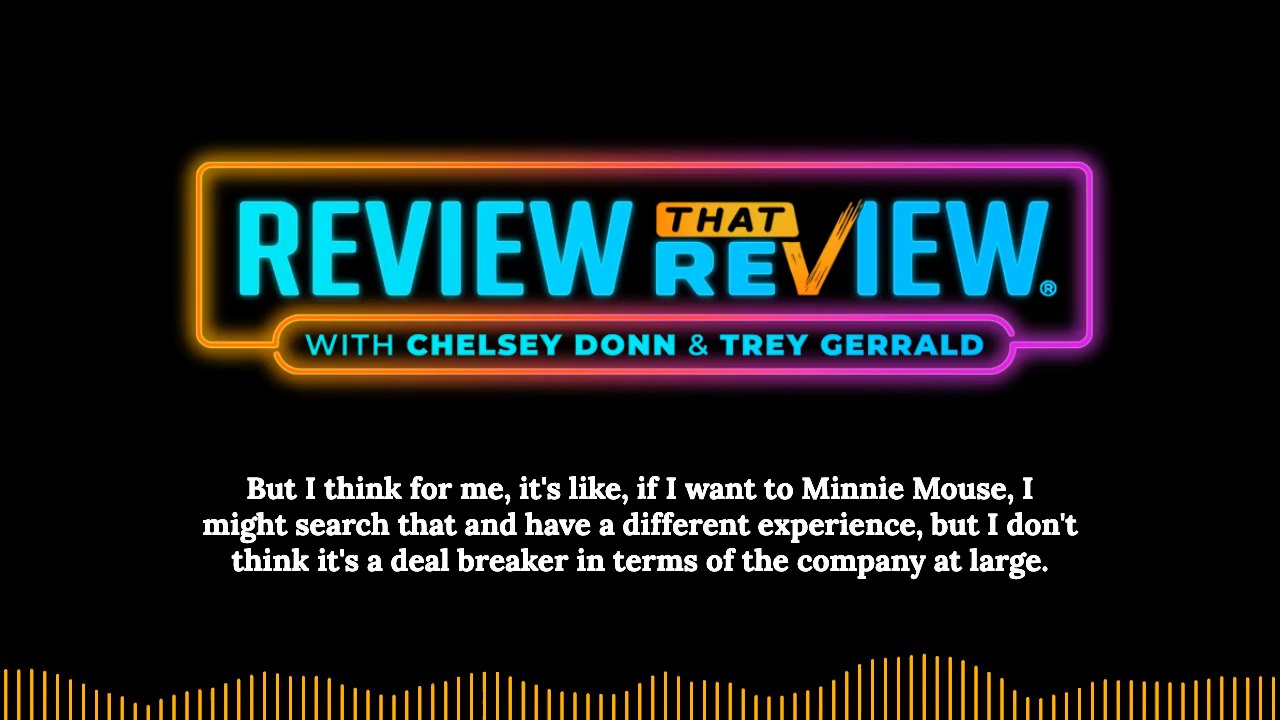 REVIEW THAT REVIEW®
WITH CHELSEY DONN & TREY GERRALD
But I think for me, it's like, if I want to Minnie Mouse, I
might search that and have a different experience, but I don't
think it's a deal breaker in terms of the company at large.